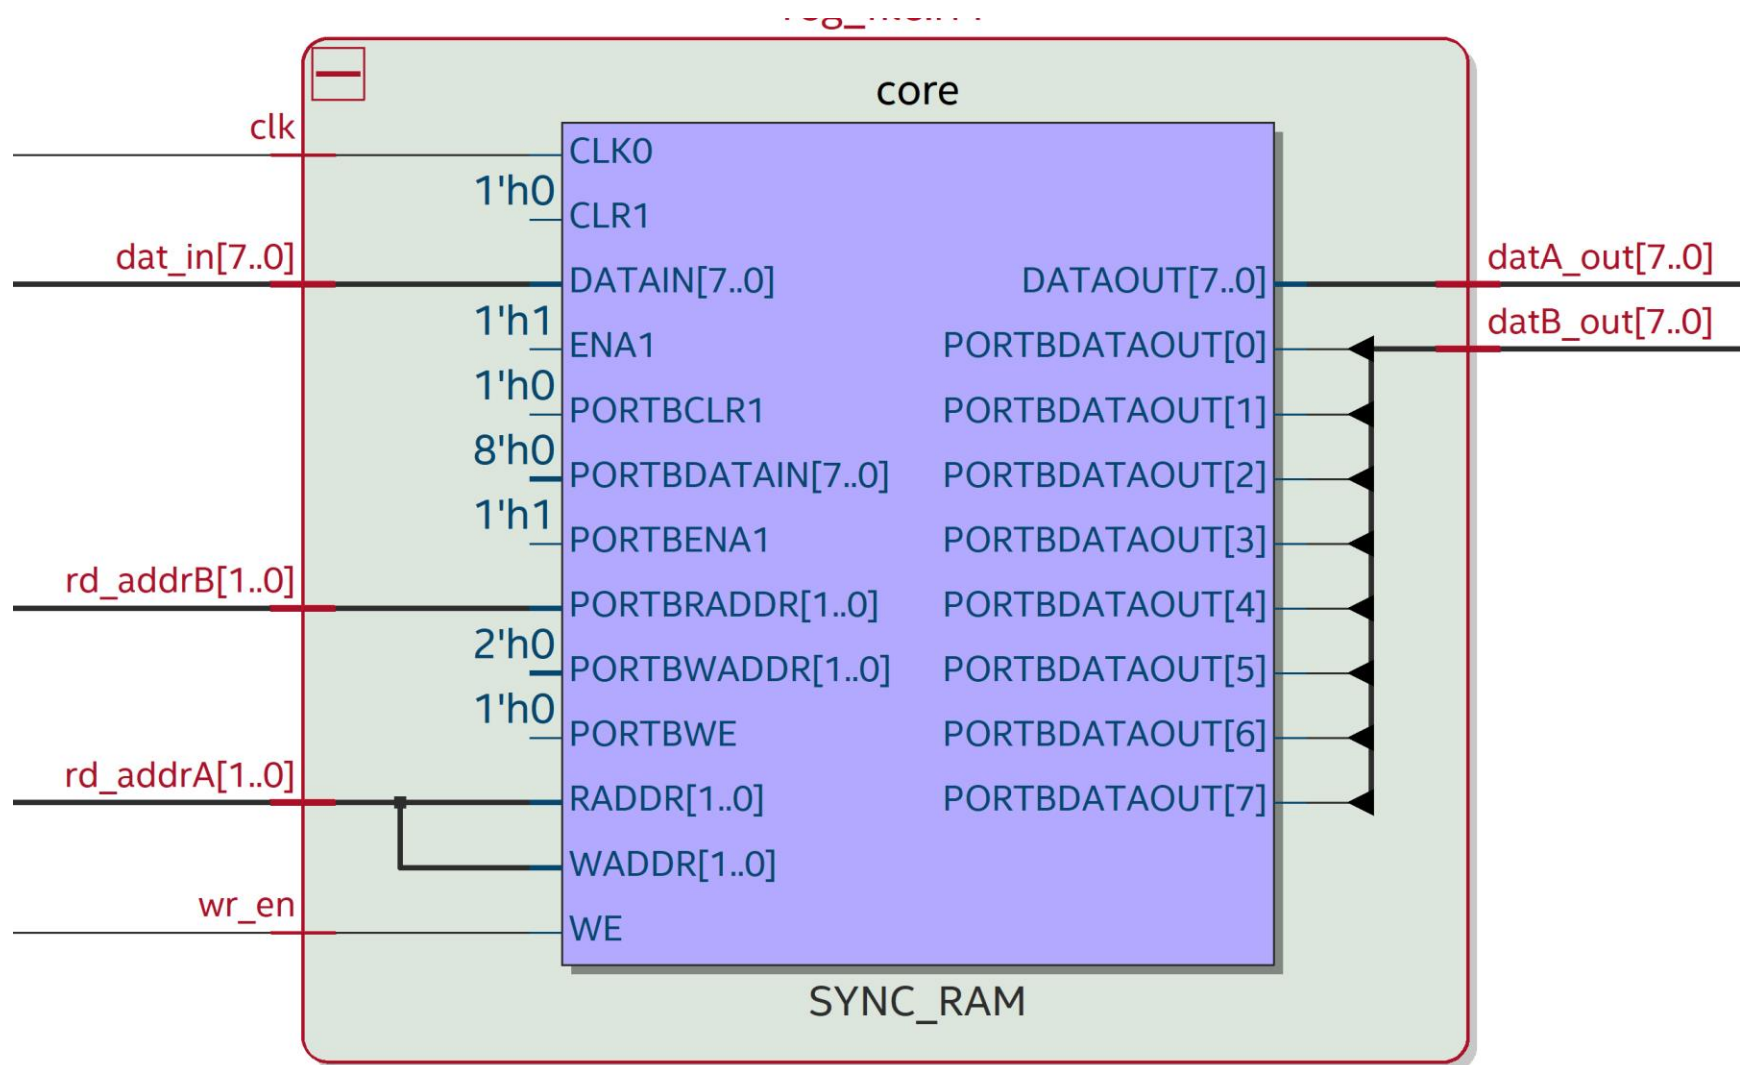 core
clk
CLK0
1'h0
CLR1
dat_in[7..0]
DATAIN[7..0]
DATAOUT[7..0]
datA_out[7..0]
1'h1
ENA1
PORTBDATAOUT[0]
datB_out[7..0]
1'h0
PORTBCLR1
PORTBDATAOUT[1]
8'h0
PORTBDATAIN[7..0]
PORTBDATAOUT[2]
1'h1
PORTBENA1
PORTBDATAOUT[3]
rd_addrB[1..0]
PORTBRADDR[1..0]
PORTBDATAOUT[4]
2'h0
PORTBWADDR[1..0]
PORTBDATAOUT[5]
1'h0
PORTBWE
PORTBDATAOUT[6]
rd_addrA[1..0]
RADDR[1..0]
PORTBDATAOUT[7]
WADDR[1..0]
wr_en
WE
SYNC_RAM